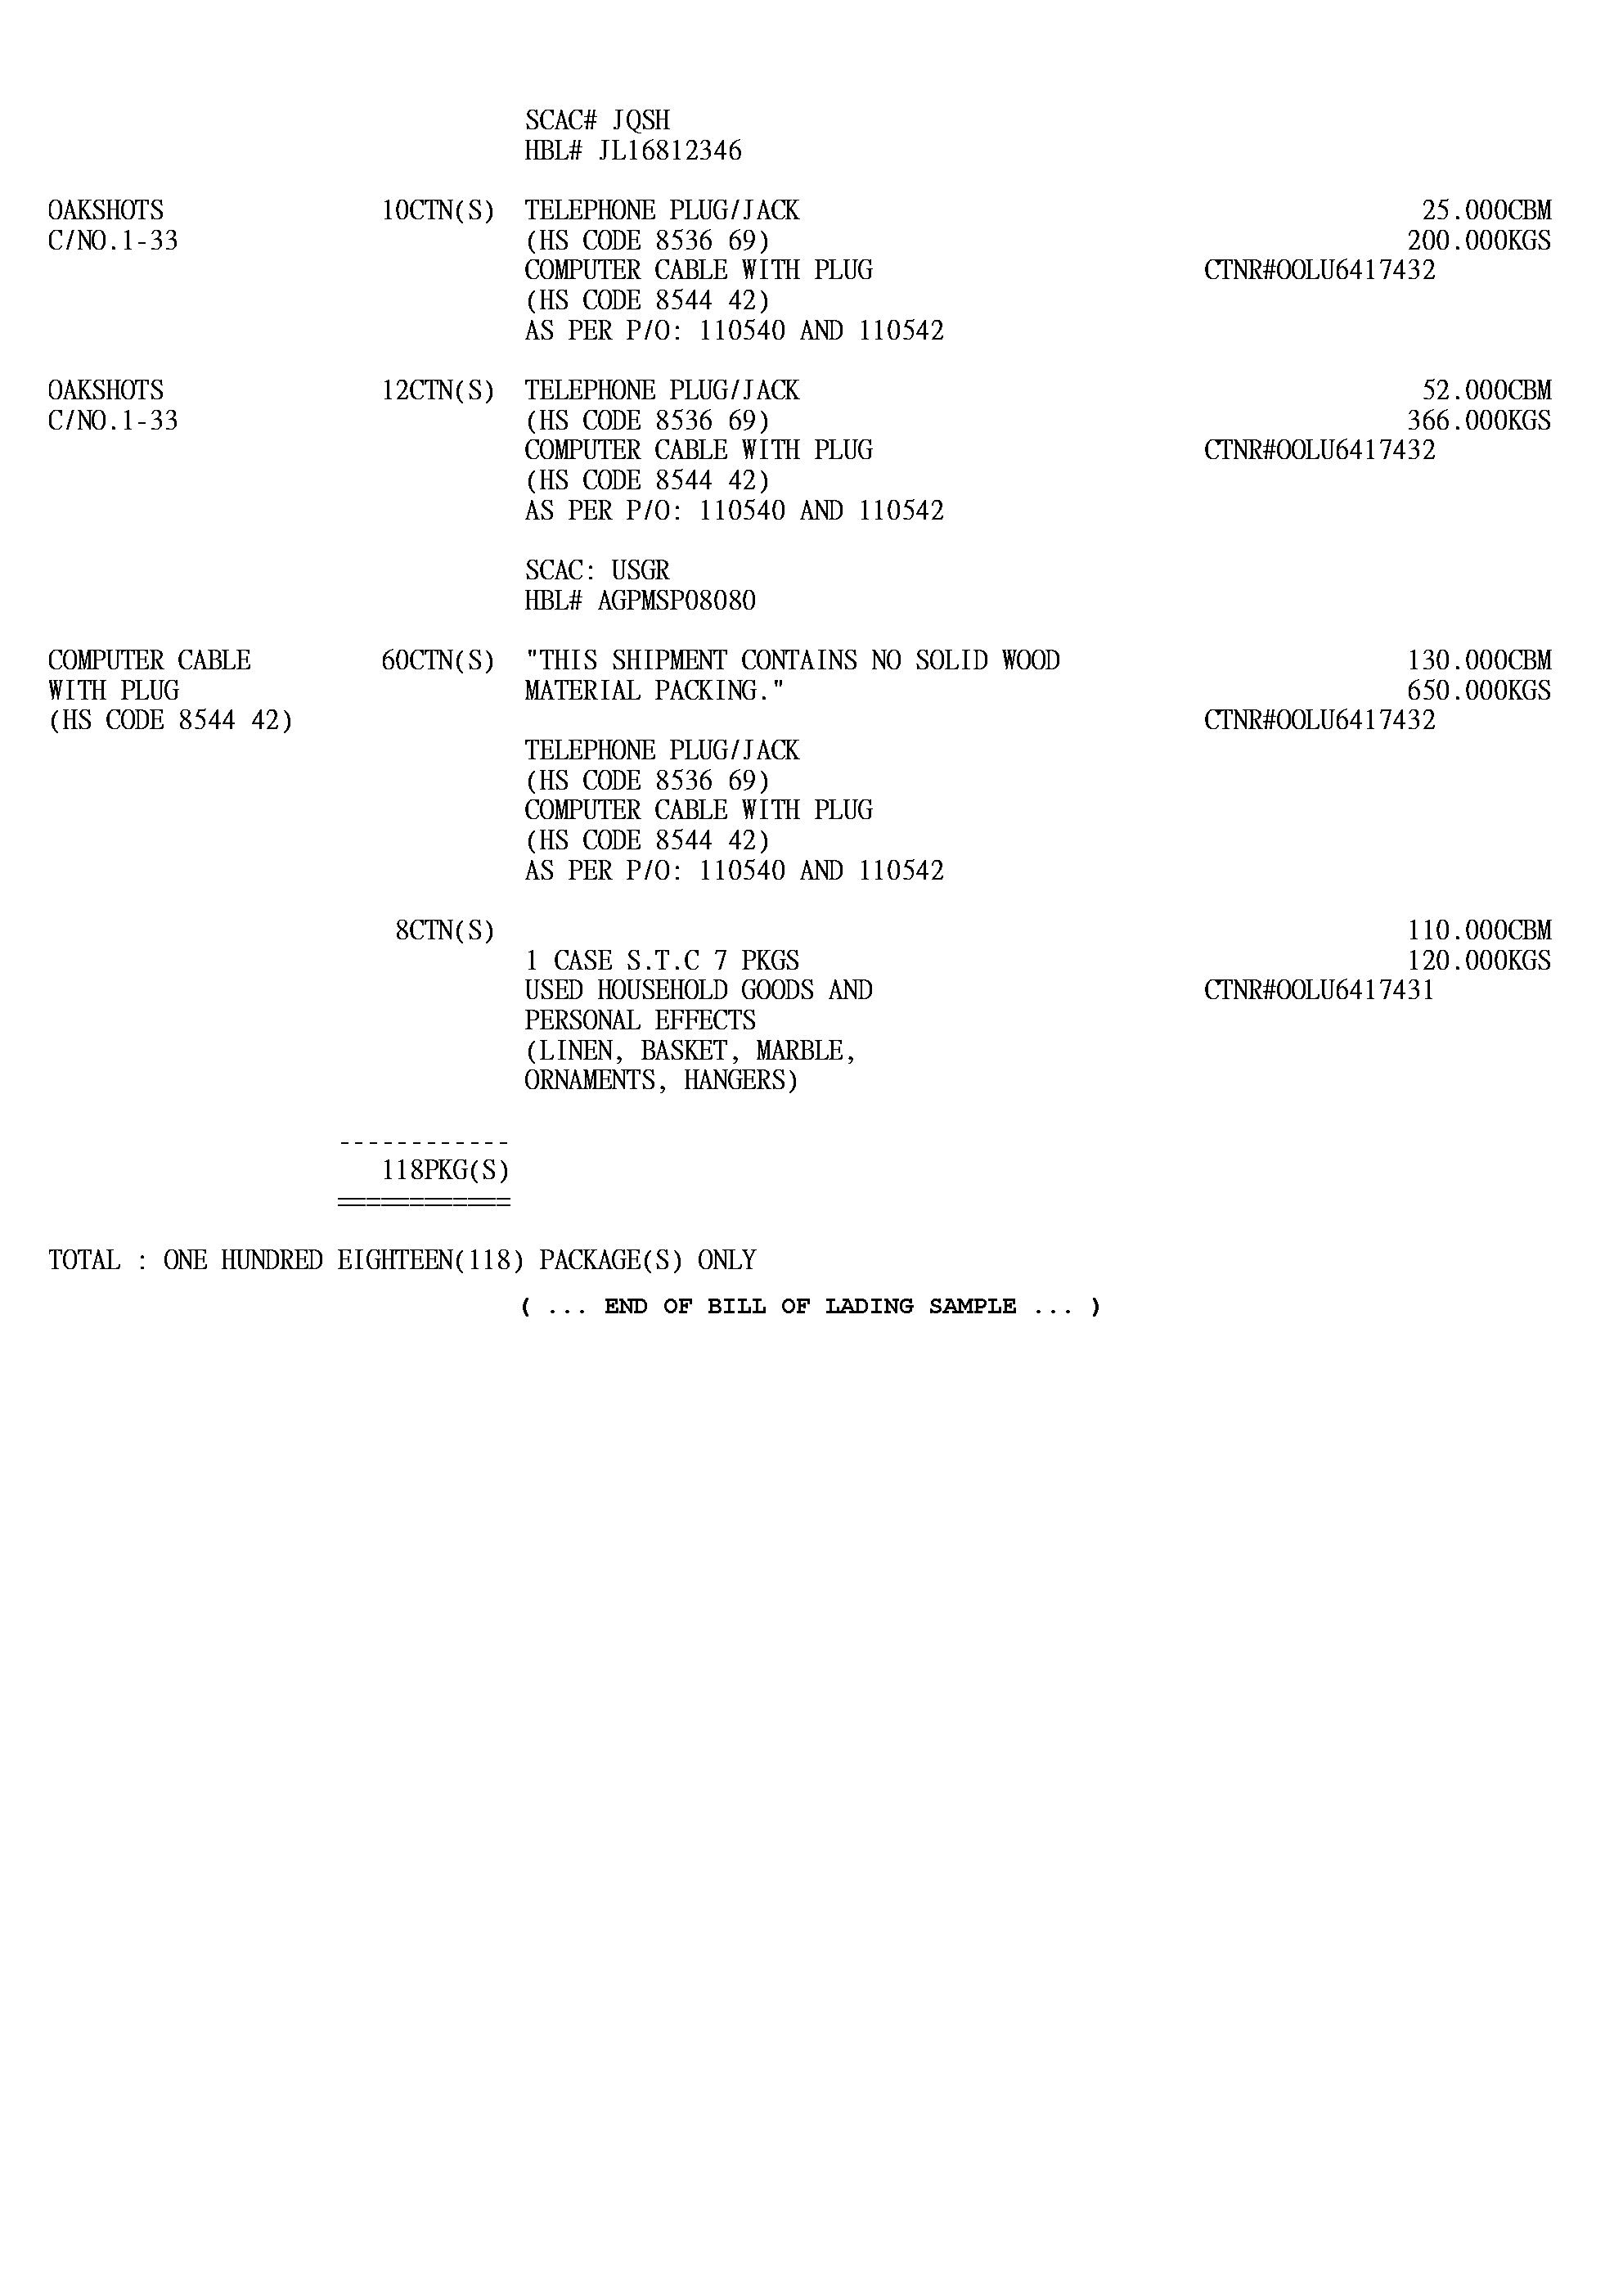 SCAC# JQSH
HBL# JL16812346
OAKSHOTS 10CTN(S) TELEPHONE PLUG/JACK 25.000CBM
C/NO.1-33 (HS CODE 8536 69) 200.000KGS
COMPUTER CABLE WITH PLUG CTNR#OOLU6417432
(HS CODE 8544 42)
AS PER P/O: 110540 AND 110542
OAKSHOTS 12CTN(S) TELEPHONE PLUG/JACK 52.000CBM
C/NO.1-33 (HS CODE 8536 69) 366.000KGS
COMPUTER CABLE WITH PLUG CTNR#OOLU6417432
(HS CODE 8544 42)
AS PER P/O: 110540 AND 110542
SCAC: USGR
HBL# AGPMSP08080
COMPUTER CABLE 60CTN(S) "THIS SHIPMENT CONTAINS NO SOLID WOOD 130.000CBM
WITH PLUG MATERIAL PACKING." 650.000KGS
(HS CODE 8544 42) CTNR#OOLU6417432
TELEPHONE PLUG/JACK
(HS CODE 8536 69)
COMPUTER CABLE WITH PLUG
(HS CODE 8544 42)
AS PER P/O: 110540 AND 110542
8CTN(S) 110.000CBM
1 CASE S.T.C 7 PKGS 120.000KGS
USED HOUSEHOLD GOODS AND CTNR#OOLU6417431
PERSONAL EFFECTS
(LINEN, BASKET, MARBLE,
ORNAMENTS, HANGERS)
------------
118PKG(S)
============
TOTAL : ONE HUNDRED EIGHTEEN(118) PACKAGE(S) ONLY
( ... END OF BILL OF LADING SAMPLE ... )